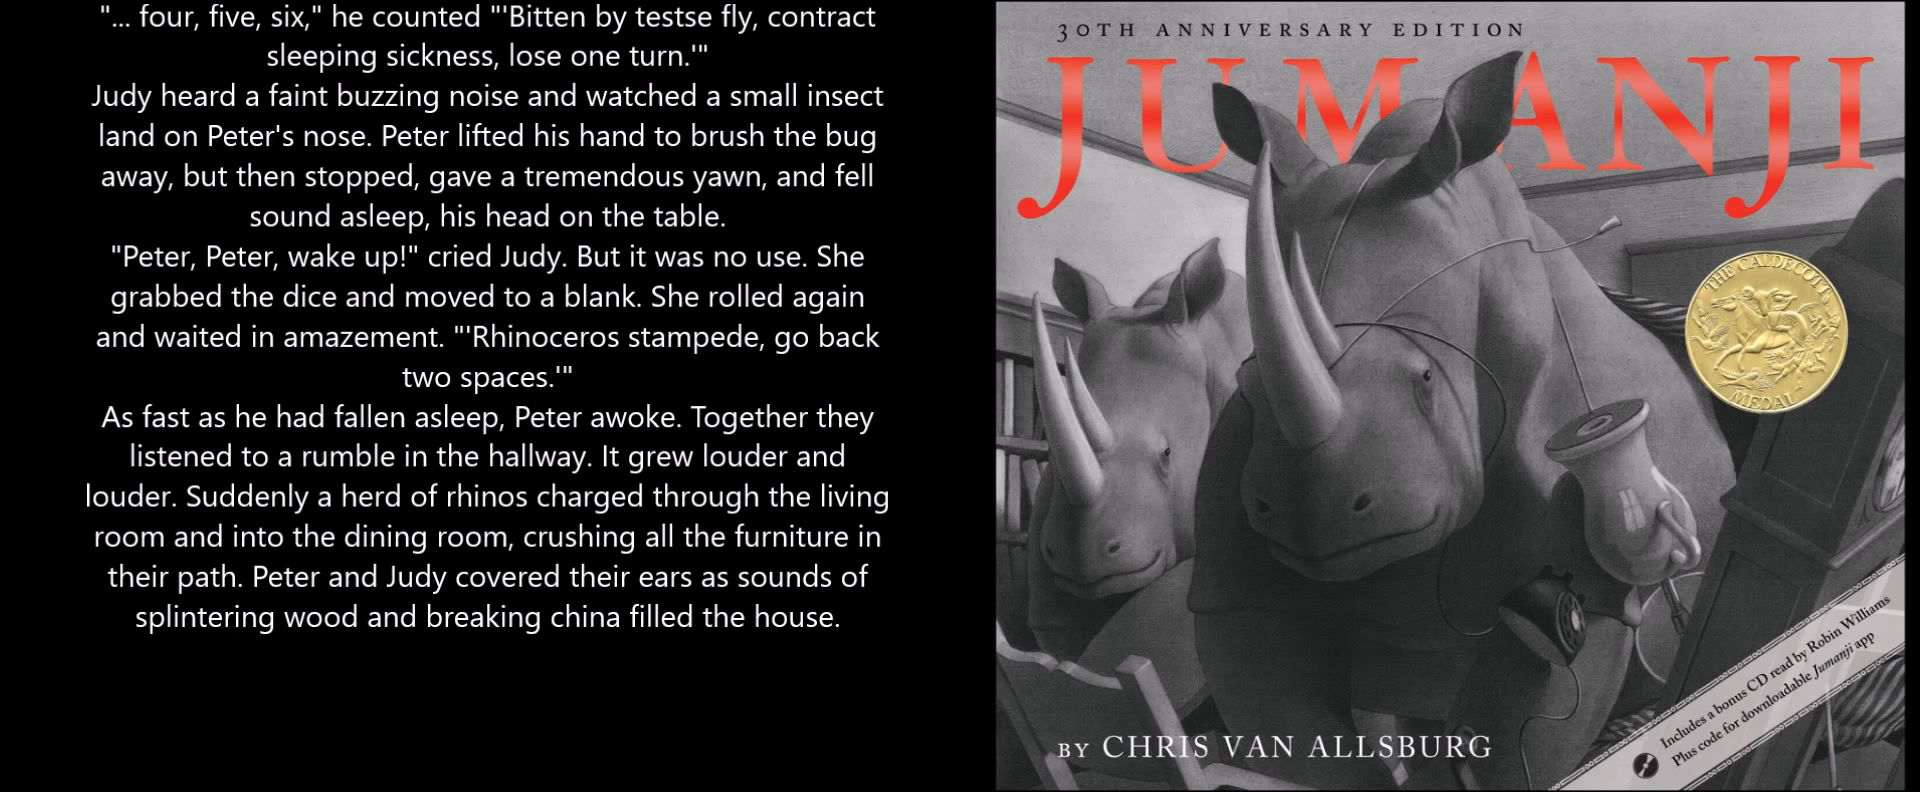 "... four, five, six," he counted "'Bitten by testse fly, contract
sleeping sickness, lose one turn.'"
Judy heard a faint buzzing noise and watched a small insect
land on Peter's nose. Peter lifted his hand to brush the bug
away, but then stopped, gave a tremendous yawn, and fell
sound asleep, his head on the table.
"Peter, Peter, wake up!" cried Judy. But it was no use. She
grabbed the dice and moved to a blank. She rolled again
and waited in amazement. "'Rhinoceros stampede, go back
two spaces.'"
As fast as he had fallen asleep, Peter awoke. Together they
listened to a rumble in the hallway. It grew louder and
louder. Suddenly a herd of rhinos charged through the living
room and into the dining room, crushing all the furniture in
their path. Peter and Judy covered their ears as sounds of
splintering wood and breaking china filled the house.
30TH ANNIVERSARY EDITION
JUMANJI
THE CALDECOTT
MEDAL
Includes a bonus CD read by Robin Williams
Plus code for downloadable Jumanji app
BY CHRIS VAN ALLSBURG